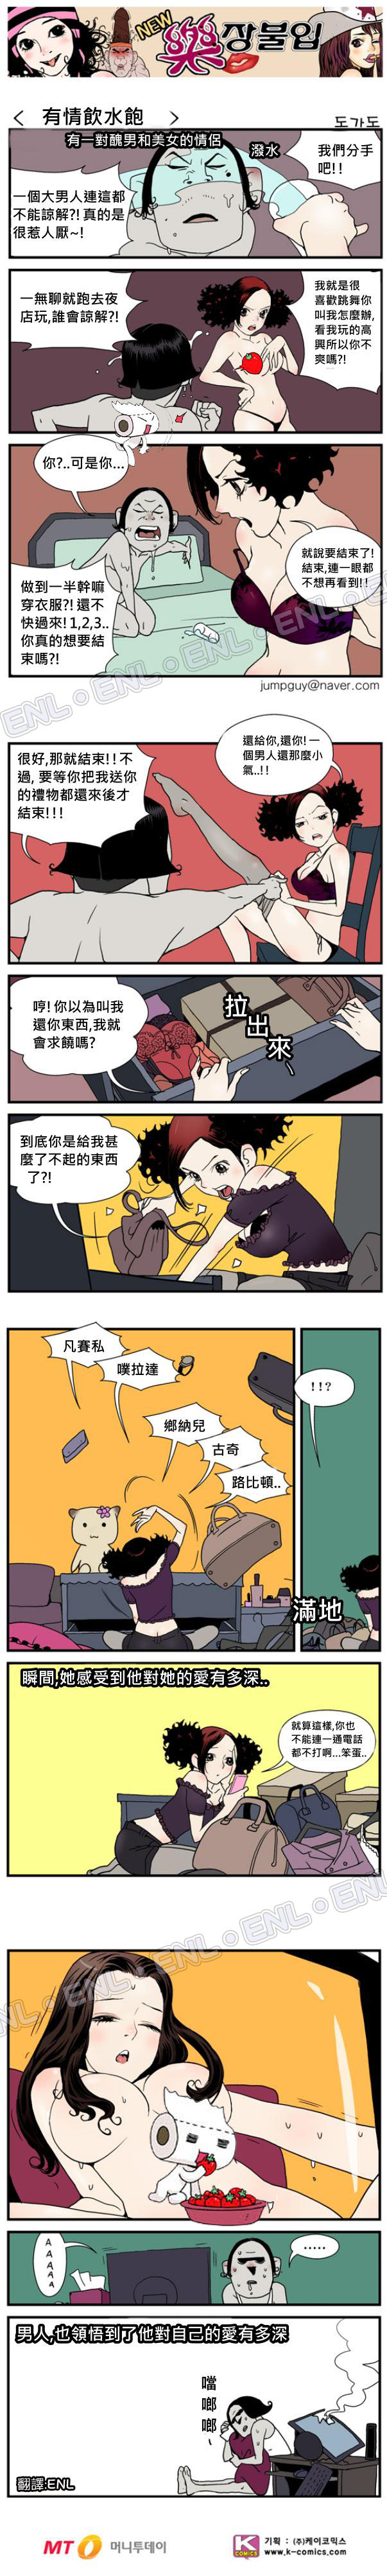 NEW 樂 장불입
< 有情飲水飽 >
도가도
有一對醜男和美女的情侶
潑水
我們分手
吧!!
一個大男人連這都
不能諒解?! 真的是
很惹人厭~!
一無聊就跑去夜
店玩,誰會諒解?!
我就是很
喜歡跳舞你
叫我怎麼辦,
看我玩的高
興所以你不
爽嗎?!
你?..可是你...
就說要結束了!
結束,連一眼都
不想再看到!!
做到一半幹嘛
穿衣服?! 還不
快過來! 1,2,3..
你真的想要結
束嗎?!
jumpguy@naver.com
ENL • ENL • ENL • ENL • ENL
很好,那就結束!! 不
過, 要等你把我送你
的禮物都還來後才
結束!!!
還給你,還你! 一
個男人還那麼小
氣..!!
哼! 你以為叫我
還你東西,我就
會求饒嗎?
拉
出
來
到底你是給我甚
麼了不起的東西
了?!
凡賽私
噗拉達
鄉納兒
古奇
路比頓..
!!?
滿地
瞬間,她感受到他對她的愛有多深..
就算這樣,你也
不能連一通電話
都不打啊...笨蛋..
ENL • ENL • ENL • ENL • ENL
A
A
A
A
A
.....
男人,也領悟到了他對自己的愛有多深
噹
啷
啷
~
翻譯:ENL
MT 머니투데이
K COMICS
기획 : (주)케이코믹스
www.k-comics.com